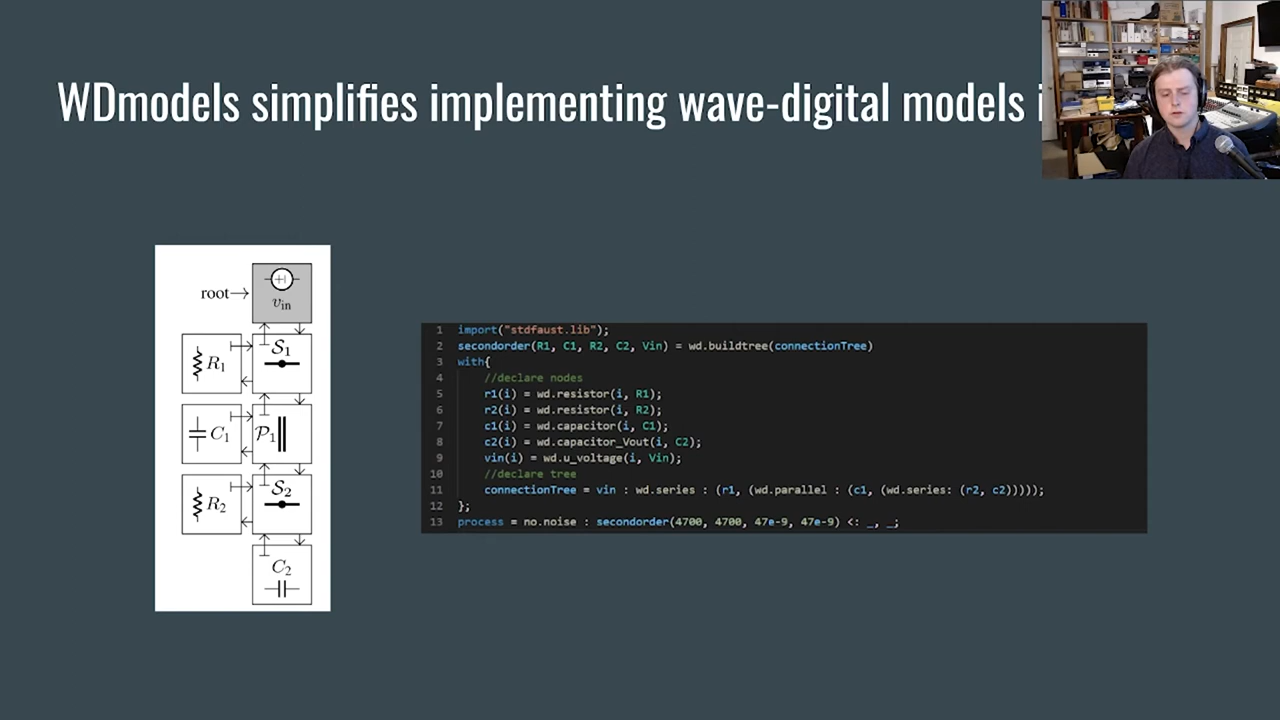 WDmodels simplifies implementing wave-digital models i
root→
vin
R1
S1
C1
P1
R2
S2
C2
1 import("stdfaust.lib");
2 secondorder(R1, C1, R2, C2, Vin) = wd.buildtree(connectionTree)
3 with{
4 //declare nodes
5 r1(i) = wd.resistor(i, R1);
6 r2(i) = wd.resistor(i, R2);
7 c1(i) = wd.capacitor(i, C1);
8 c2(i) = wd.capacitor_Vout(i, C2);
9 vin(i) = wd.u_voltage(i, Vin);
10 //declare tree
11 connectionTree = vin : wd.series : (r1, (wd.parallel : (c1, (wd.series: (r2, c2)))));
12 };
13 process = no.noise : secondorder(4700, 4700, 47e-9, 47e-9) <: _, _;